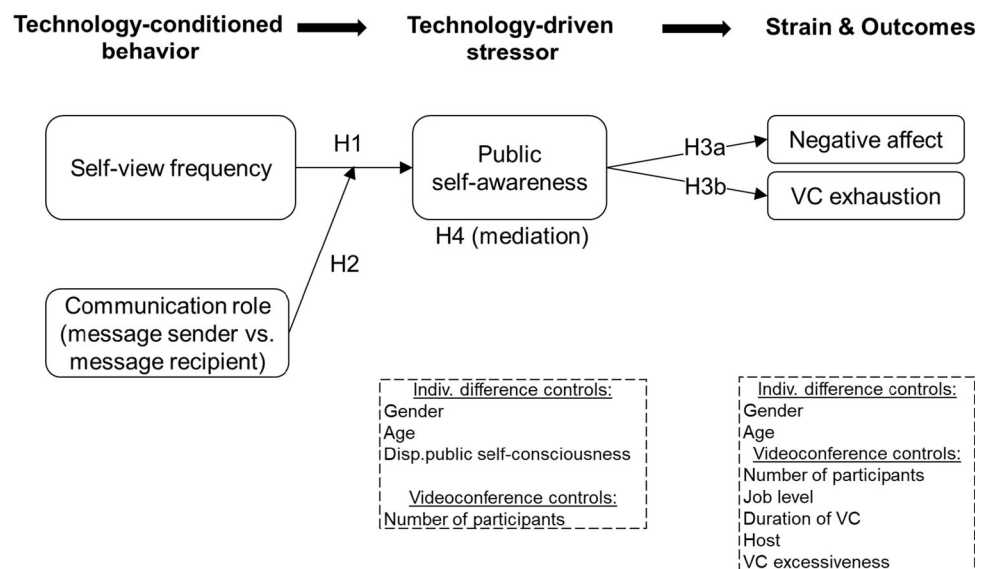 Technology-conditioned
behavior
Technology-driven
stressor
Strain & Outcomes
Self-view frequency
H1
Public
self-awareness
H4 (mediation)
H3a
H3b
Negative affect
VC exhaustion
H2
Communication role
(message sender vs.
message recipient)
Indiv. difference controls:
Gender
Age
Disp.public self-consciousness
Videoconference controls:
Number of participants
Indiv. difference controls:
Gender
Age
Videoconference controls:
Number of participants
Job level
Duration of VC
Host
VC excessiveness